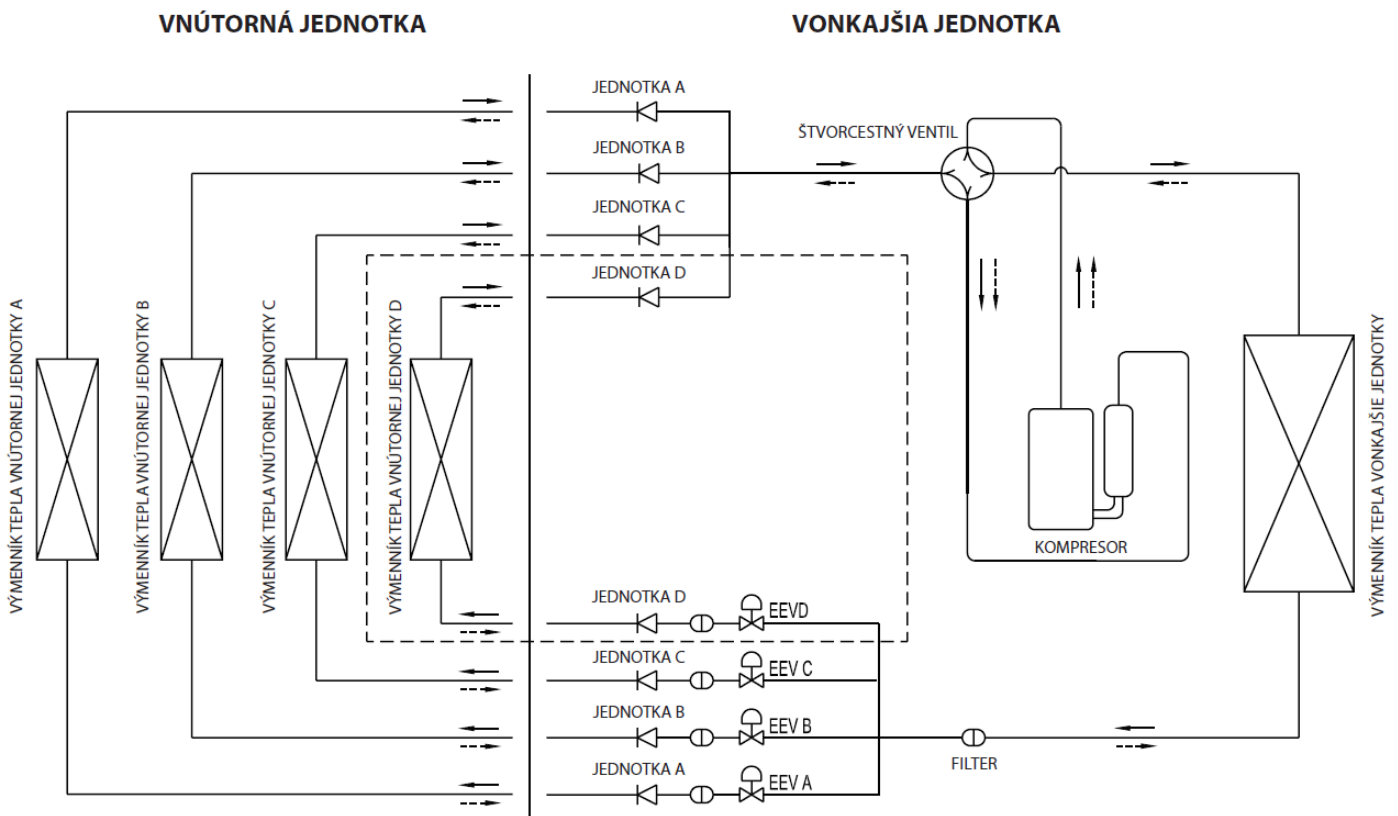 VNÚTORNÁ JEDNOTKA
VONKAJŠIA JEDNOTKA
JEDNOTKA A
JEDNOTKA B
JEDNOTKA C
JEDNOTKA D
ŠTVORCESTNÝ VENTIL
VÝMENNÍK TEPLA VNÚTORNEJ JEDNOTKY A
VÝMENNÍK TEPLA VNÚTORNEJ JEDNOTKY B
VÝMENNÍK TEPLA VNÚTORNEJ JEDNOTKY C
VÝMENNÍK TEPLA VNÚTORNEJ JEDNOTKY D
KOMPRESOR
VÝMENNÍK TEPLA VONKAJŠIE JEDNOTKY
JEDNOTKA D
EEVD
JEDNOTKA C
EEV C
JEDNOTKA B
EEV B
JEDNOTKA A
EEV A
FILTER